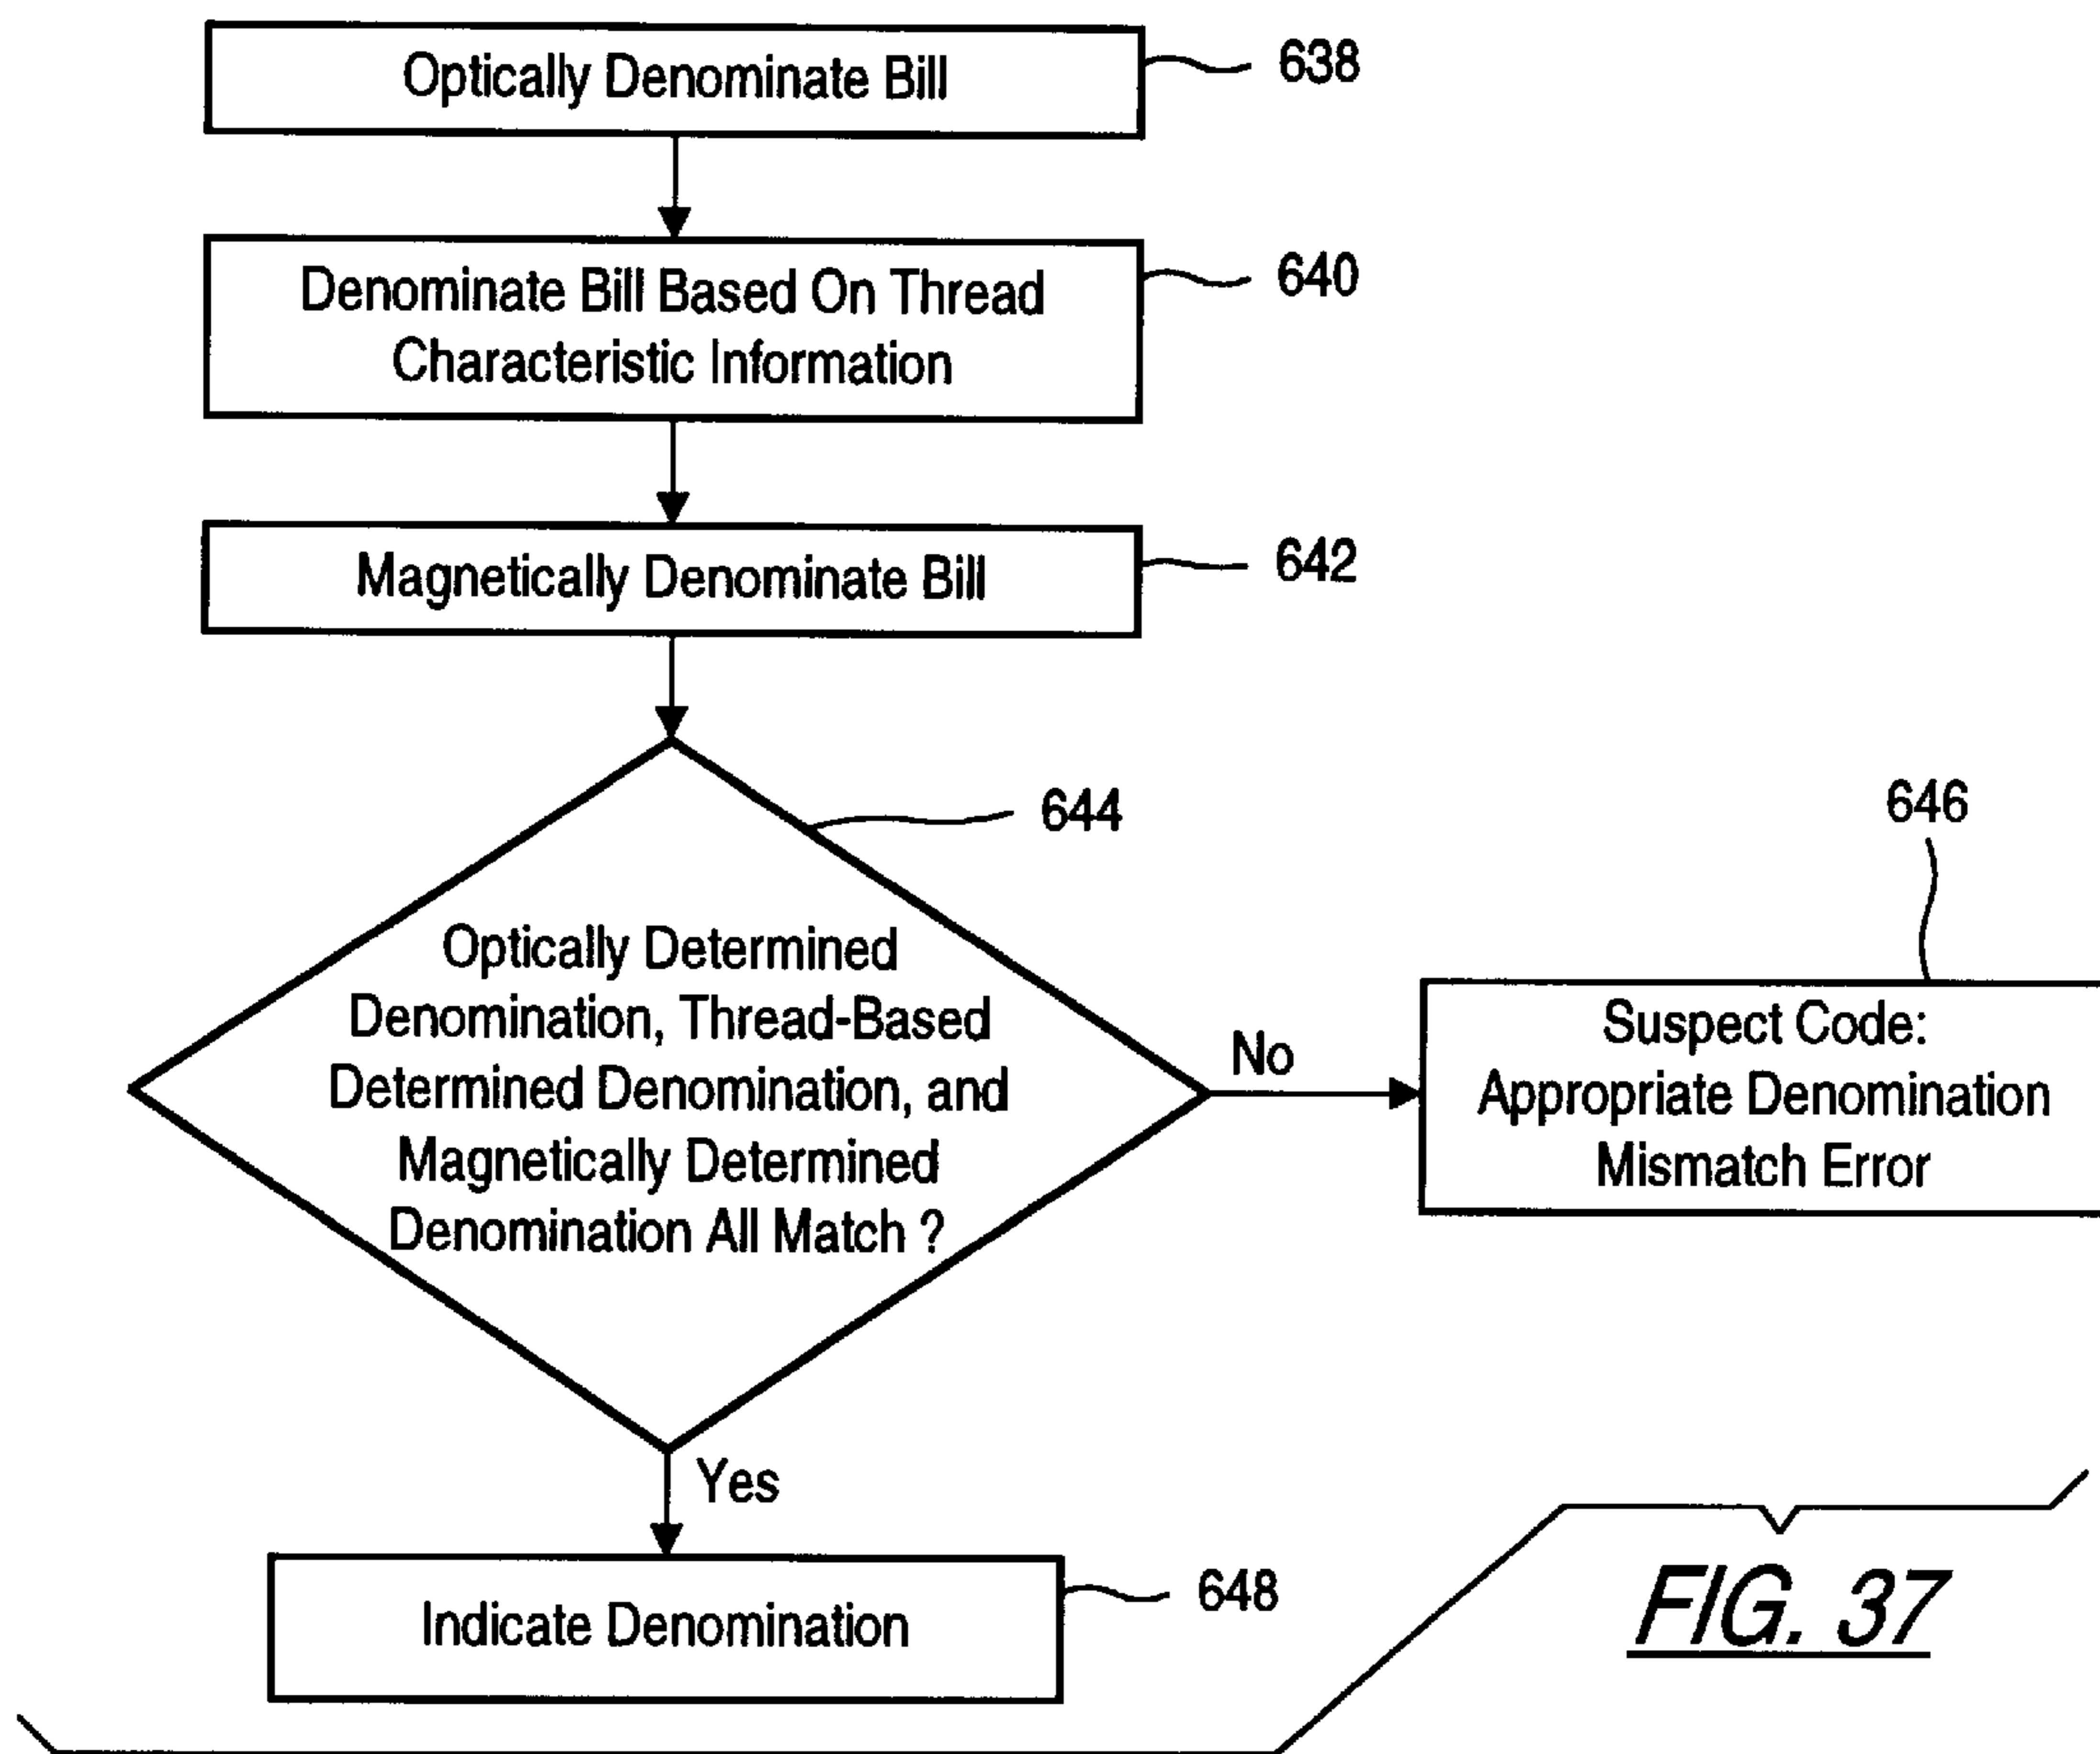 Optically Denominate Bill
638
Denominate Bill Based On Thread
Characteristic Information
640
Magnetically Denominate Bill
642
644
Optically Determined
Denomination, Thread-Based
Determined Denomination, and
Magnetically Determined
Denomination All Match ?
No
646
Suspect Code:
Appropriate Denomination
Mismatch Error
Yes
Indicate Denomination
648
FIG. 37